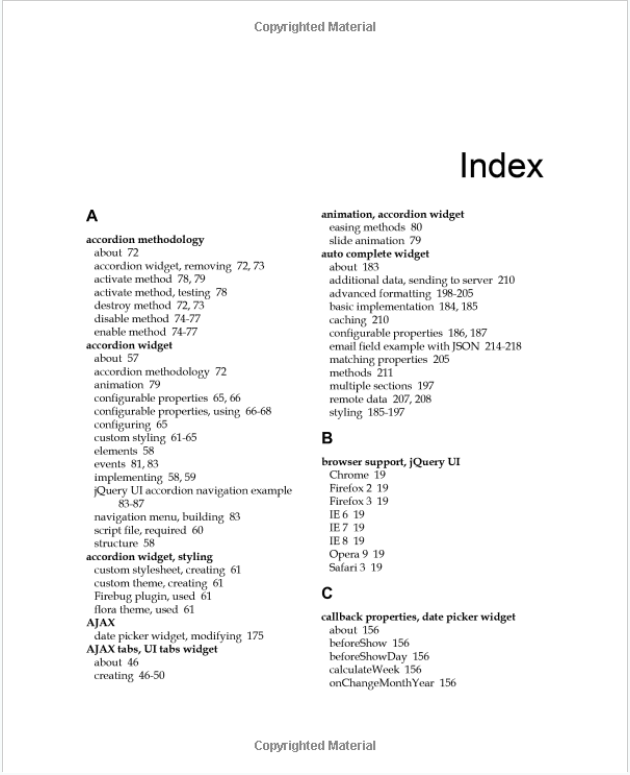 Copyrighted Material
Index
A
accordion methodology
about 72
accordion widget, removing 72, 73
activate method 78, 79
activate method, testing 78
destroy method 72, 73
disable method 74-77
enable method 74-77
accordion widget
about 57
accordion methodology 72
animation 79
configurable properties 65, 66
configurable properties, using 66-68
configuring 65
custom styling 61-65
elements 58
events 81, 83
implementing 58, 59
jQuery UI accordion navigation example
83-87
navigation menu, building 83
script file, required 60
structure 58
accordion widget, styling
custom stylesheet, creating 61
custom theme, creating 61
Firebug plugin, used 61
flora theme, used 61
AJAX
date picker widget, modifying 175
AJAX tabs, UI tabs widget
about 46
creating 46-50
animation, accordion widget
easing methods 80
slide animation 79
auto complete widget
about 183
additional data, sending to server 210
advanced formatting 198-205
basic implementation 184, 185
caching 210
configurable properties 186, 187
email field example with JSON 214-218
matching properties 205
methods 211
multiple sections 197
remote data 207, 208
styling 185-197
B
browser support, jQuery UI
Chrome 19
Firefox 2 19
Firefox 3 19
IE 6 19
IE 7 19
IE 8 19
Opera 9 19
Safari 3 19
C
callback properties, date picker widget
about 156
beforeShow 156
beforeShowDay 156
calculateWeek 156
onChangeMonthYear 156
Copyrighted Material